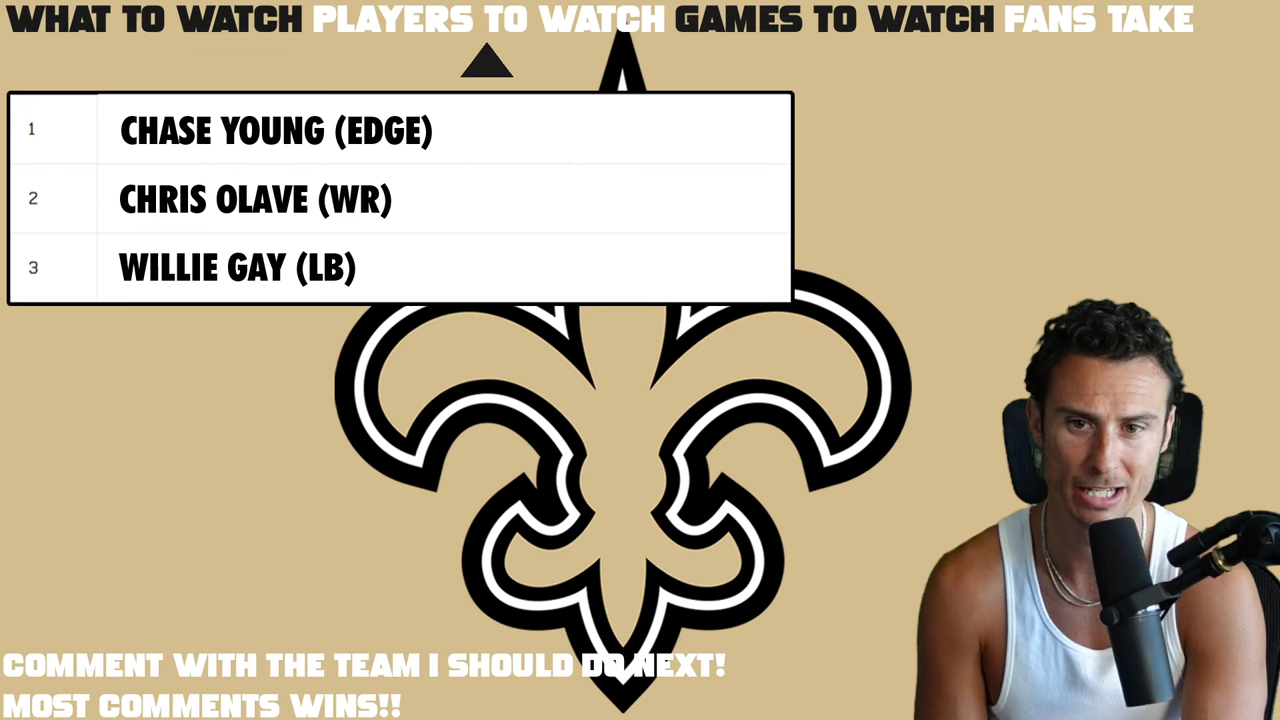 WHAT TO WATCH PLAYERS TO WATCH GAMES TO WATCH FANS TAKE
1 CHASE YOUNG (EDGE)
2 CHRIS OLAVE (WR)
3 WILLIE GAY (LB)
COMMENT WITH THE TEAM I SHOULD DO NEXT!
MOST COMMENTS WINS!!